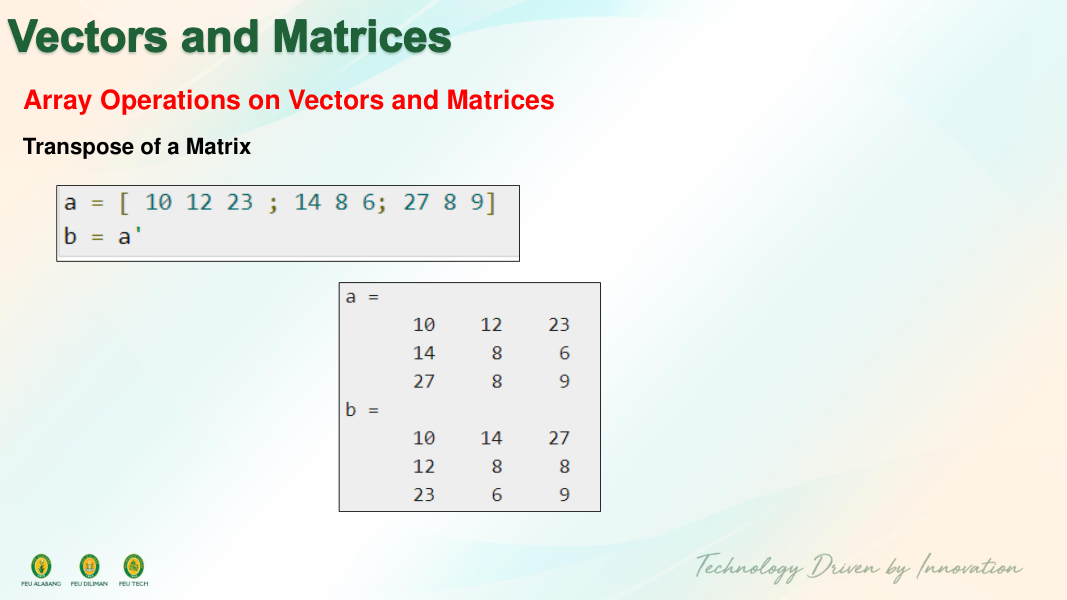 Vectors and Matrices
Array Operations on Vectors and Matrices
Transpose of a Matrix
a = [ 10 12 23 ; 14 8 6; 27 8 9]
b = a'
a =
10 12 23
14 8 6
27 8 9
b =
10 14 27
12 8 8
23 6 9
FEU ALABANG FEU DILIMAN FEU TECH
Technology Driven by Innovation